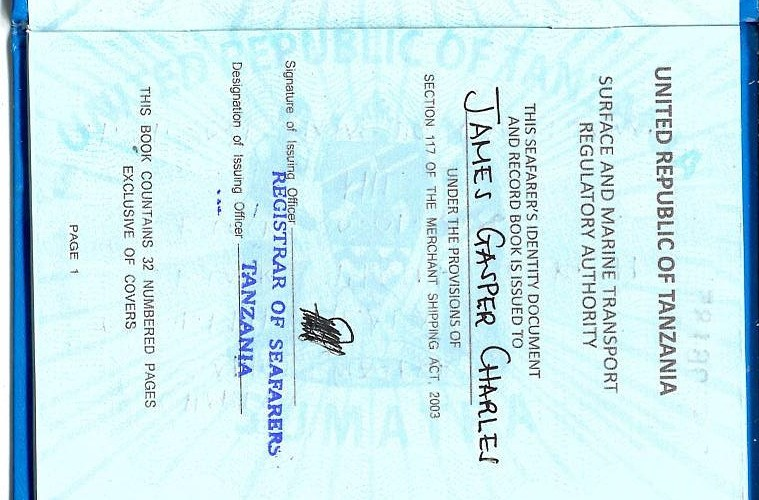 UNITED REPUBLIC OF TANZANIA
SURFACE AND MARINE TRANSPORT
REGULATORY AUTHORITY
THIS SEAFARER'S IDENTITY DOCUMENT
AND RECORD BOOK IS ISSUED TO
JAMES GASPER CHARLES
UNDER THE PROVISIONS OF
SECTION 117 OF THE MERCHANT SHIPPING ACT, 2003
Signature of Issuing Officer
REGISTRAR OF SEAFARERS
Designation of Issuing Officer
TANZANIA
THIS BOOK COUNTAINS 32 NUMBERED PAGES
EXCLUSIVE OF COVERS
PAGE 1